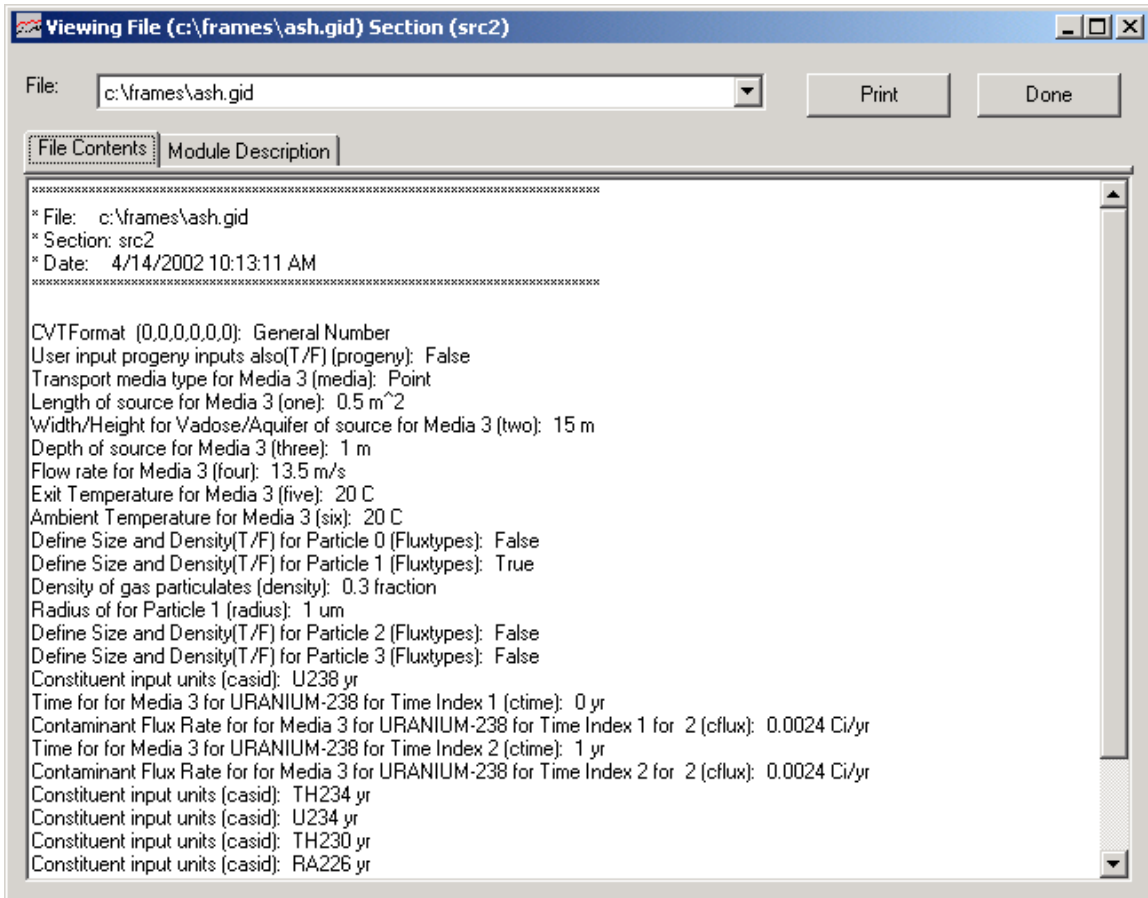 Viewing File (c:\frames\ash.gid) Section (src2)
File: c:\frames\ash.gid Print Done
File Contents Module Description
********************************************************************************
* File: c:\frames\ash.gid
* Section: src2
* Date: 4/14/2002 10:13:11 AM
********************************************************************************
CVTFormat (0,0,0,0,0,0): General Number
User input progeny inputs also(T/F) (progeny): False
Transport media type for Media 3 (media): Point
Length of source for Media 3 (one): 0.5 m^2
Width/Height for Vadose/Aquifer of source for Media 3 (two): 15 m
Depth of source for Media 3 (three): 1 m
Flow rate for Media 3 (four): 13.5 m/s
Exit Temperature for Media 3 (five): 20 C
Ambient Temperature for Media 3 (six): 20 C
Define Size and Density(T/F) for Particle 0 (Fluxtypes): False
Define Size and Density(T/F) for Particle 1 (Fluxtypes): True
Density of gas particulates (density): 0.3 fraction
Radius of for Particle 1 (radius): 1 um
Define Size and Density(T/F) for Particle 2 (Fluxtypes): False
Define Size and Density(T/F) for Particle 3 (Fluxtypes): False
Constituent input units (casid): U238 yr
Time for for Media 3 for URANIUM-238 for Time Index 1 (ctime): 0 yr
Contaminant Flux Rate for for Media 3 for URANIUM-238 for Time Index 1 for 2 (cflux): 0.0024 Ci/yr
Time for for Media 3 for URANIUM-238 for Time Index 2 (ctime): 1 yr
Contaminant Flux Rate for for Media 3 for URANIUM-238 for Time Index 2 for 2 (cflux): 0.0024 Ci/yr
Constituent input units (casid): TH234 yr
Constituent input units (casid): U234 yr
Constituent input units (casid): TH230 yr
Constituent input units (casid): RA226 yr